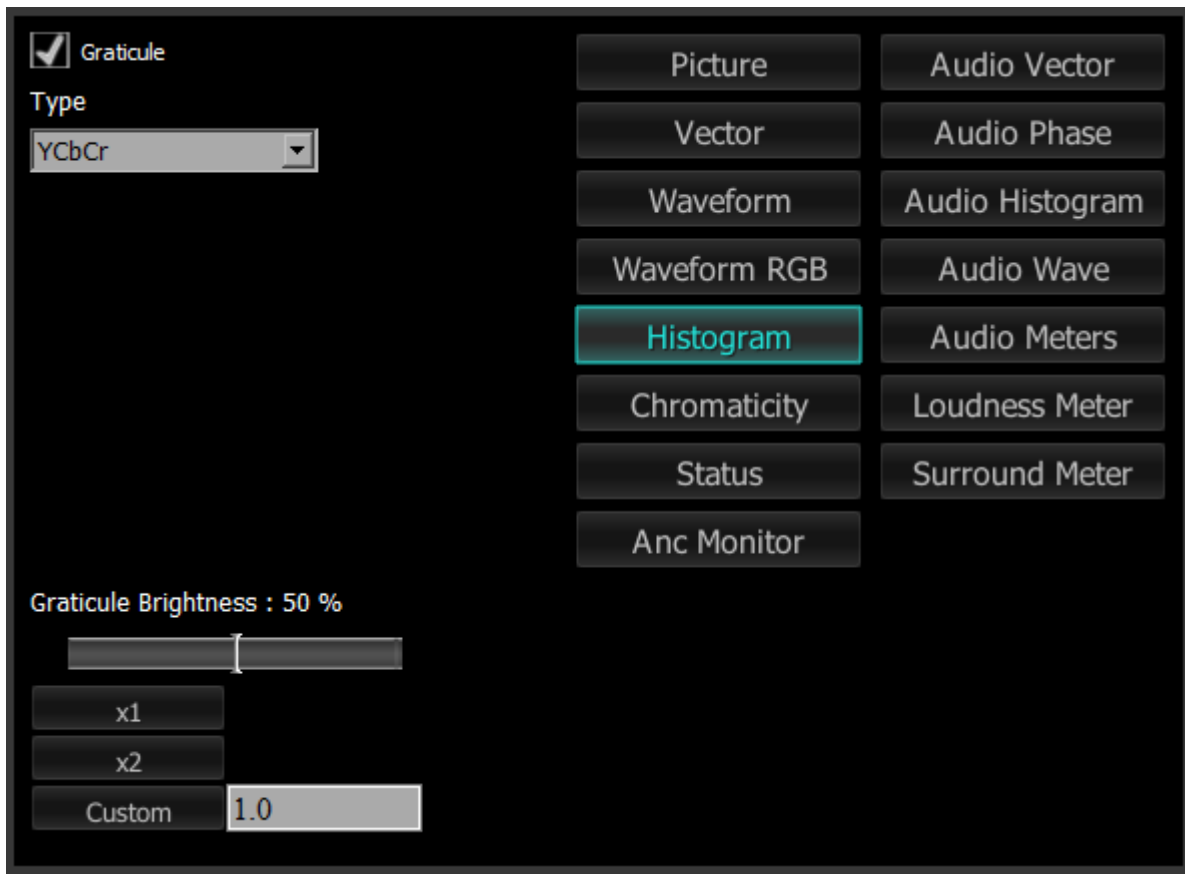 Graticule
Type
YCbCr
Picture
Audio Vector
Vector
Audio Phase
Waveform
Audio Histogram
Waveform RGB
Audio Wave
Histogram
Audio Meters
Chromaticity
Loudness Meter
Status
Surround Meter
Anc Monitor
Graticule Brightness : 50 %
x1
x2
Custom
1.0